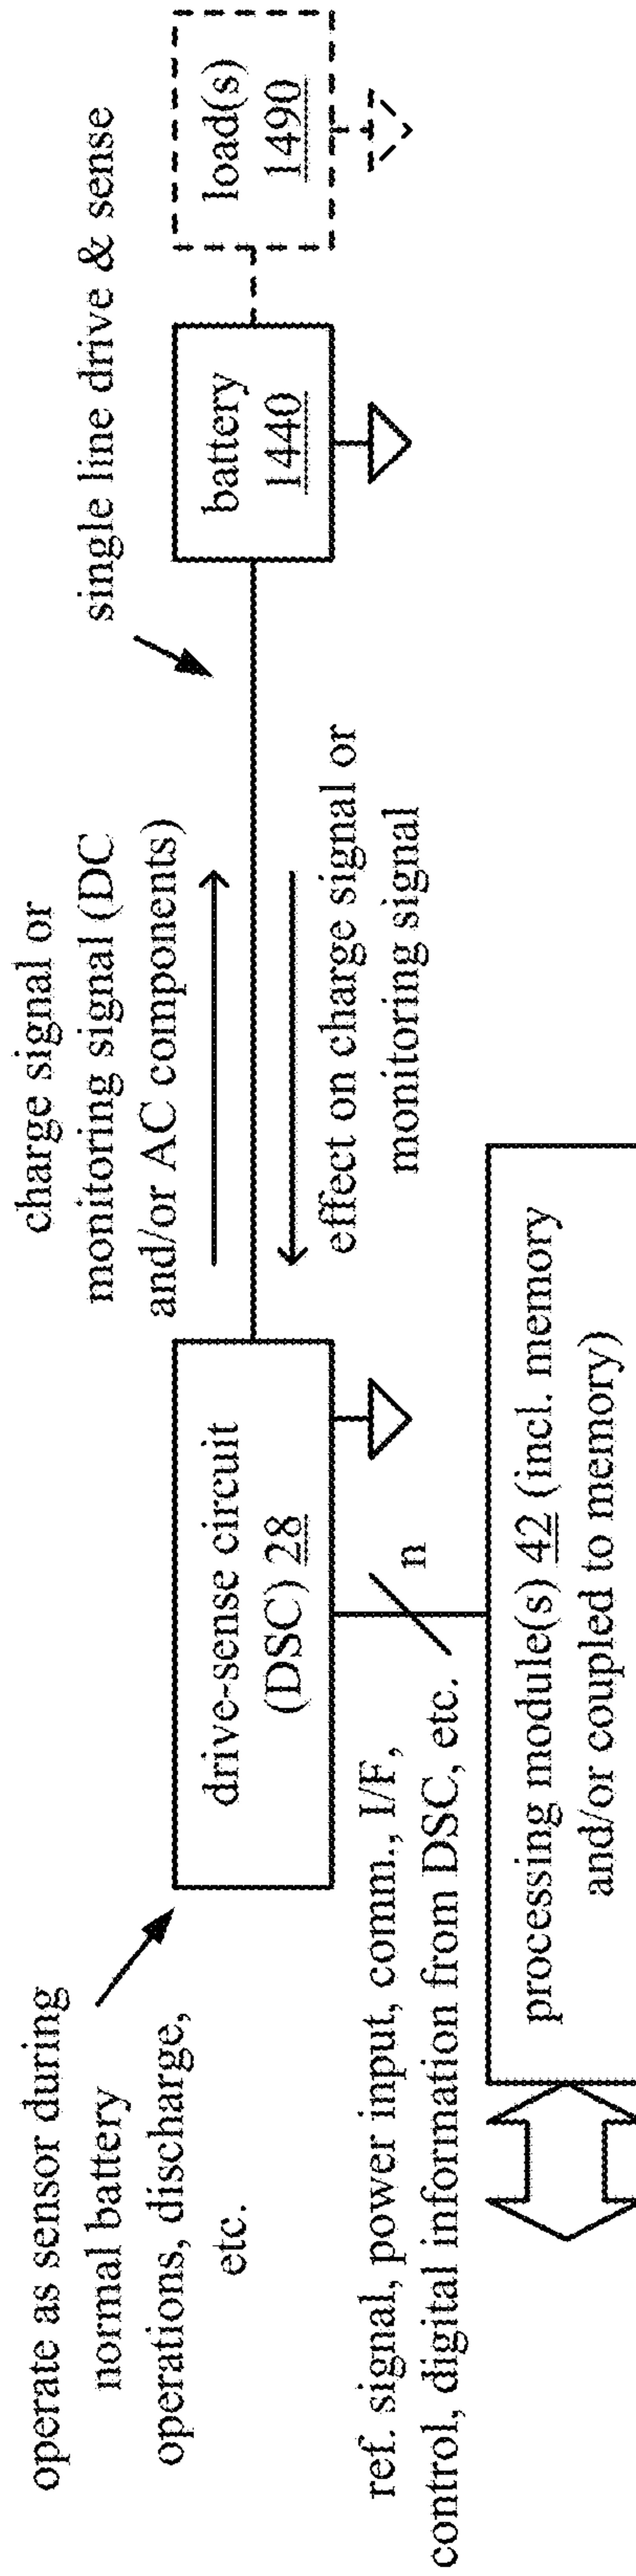 operate as sensor during
normal battery
operations, discharge,
etc.
charge signal or
monitoring signal (DC
and/or AC components)
single line drive & sense
drive-sense circuit
(DSC) 28
battery
1440
load(s)
1490
effect on charge signal or
monitoring signal
ref. signal, power input, comm., I/F,
control, digital information from DSC, etc.
n
processing module(s) 42 (incl. memory
and/or coupled to memory)